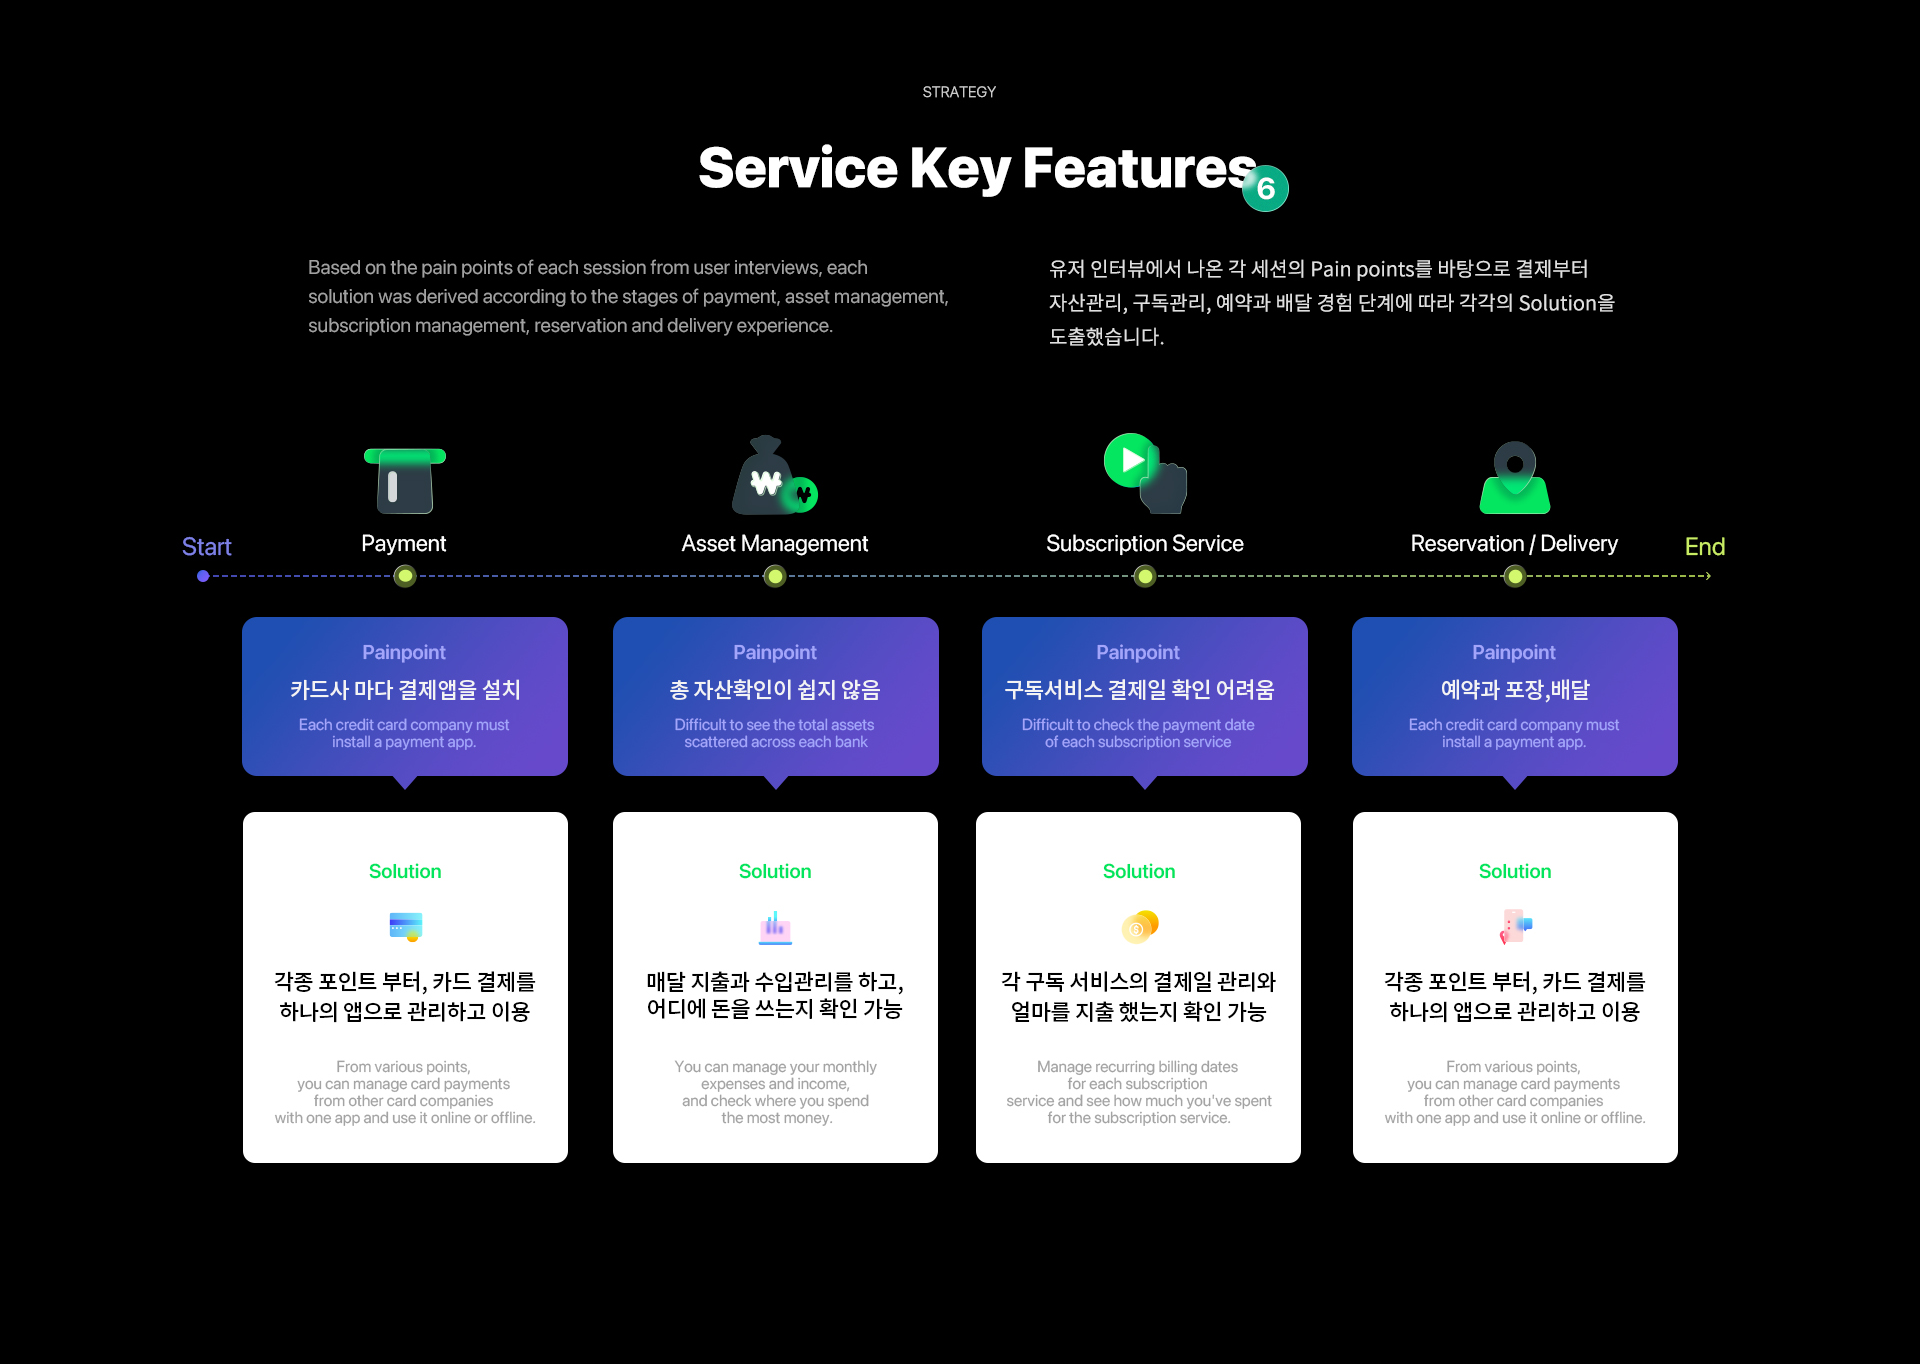 STRATEGY
Service Key Features
6
Based on the pain points of each session from user interviews, each
solution was derived according to the stages of payment, asset management,
subscription management, reservation and delivery experience.
유저 인터뷰에서 나온 각 세션의 Pain points를 바탕으로 결제부터
자산관리, 구독관리, 예약과 배달 경험 단계에 따라 각각의 Solution을
도출했습니다.
Start
Payment
Asset Management
Subscription Service
Reservation / Delivery
End
Painpoint
카드사 마다 결제앱을 설치
Each credit card company must
install a payment app.
Painpoint
총 자산확인이 쉽지 않음
Difficult to see the total assets
scattered across each bank
Painpoint
구독서비스 결제일 확인 어려움
Difficult to check the payment date
of each subscription service
Painpoint
예약과 포장,배달
Each credit card company must
install a payment app.
Solution
각종 포인트 부터, 카드 결제를
하나의 앱으로 관리하고 이용
From various points,
you can manage card payments
from other card companies
with one app and use it online or offline.
Solution
매달 지출과 수입관리를 하고,
어디에 돈을 쓰는지 확인 가능
You can manage your monthly
expenses and income,
and check where you spend
the most money.
Solution
각 구독 서비스의 결제일 관리와
얼마를 지출 했는지 확인 가능
Manage recurring billing dates
for each subscription
service and see how much you've spent
for the subscription service.
Solution
각종 포인트 부터, 카드 결제를
하나의 앱으로 관리하고 이용
From various points,
you can manage card payments
from other card companies
with one app and use it online or offline.